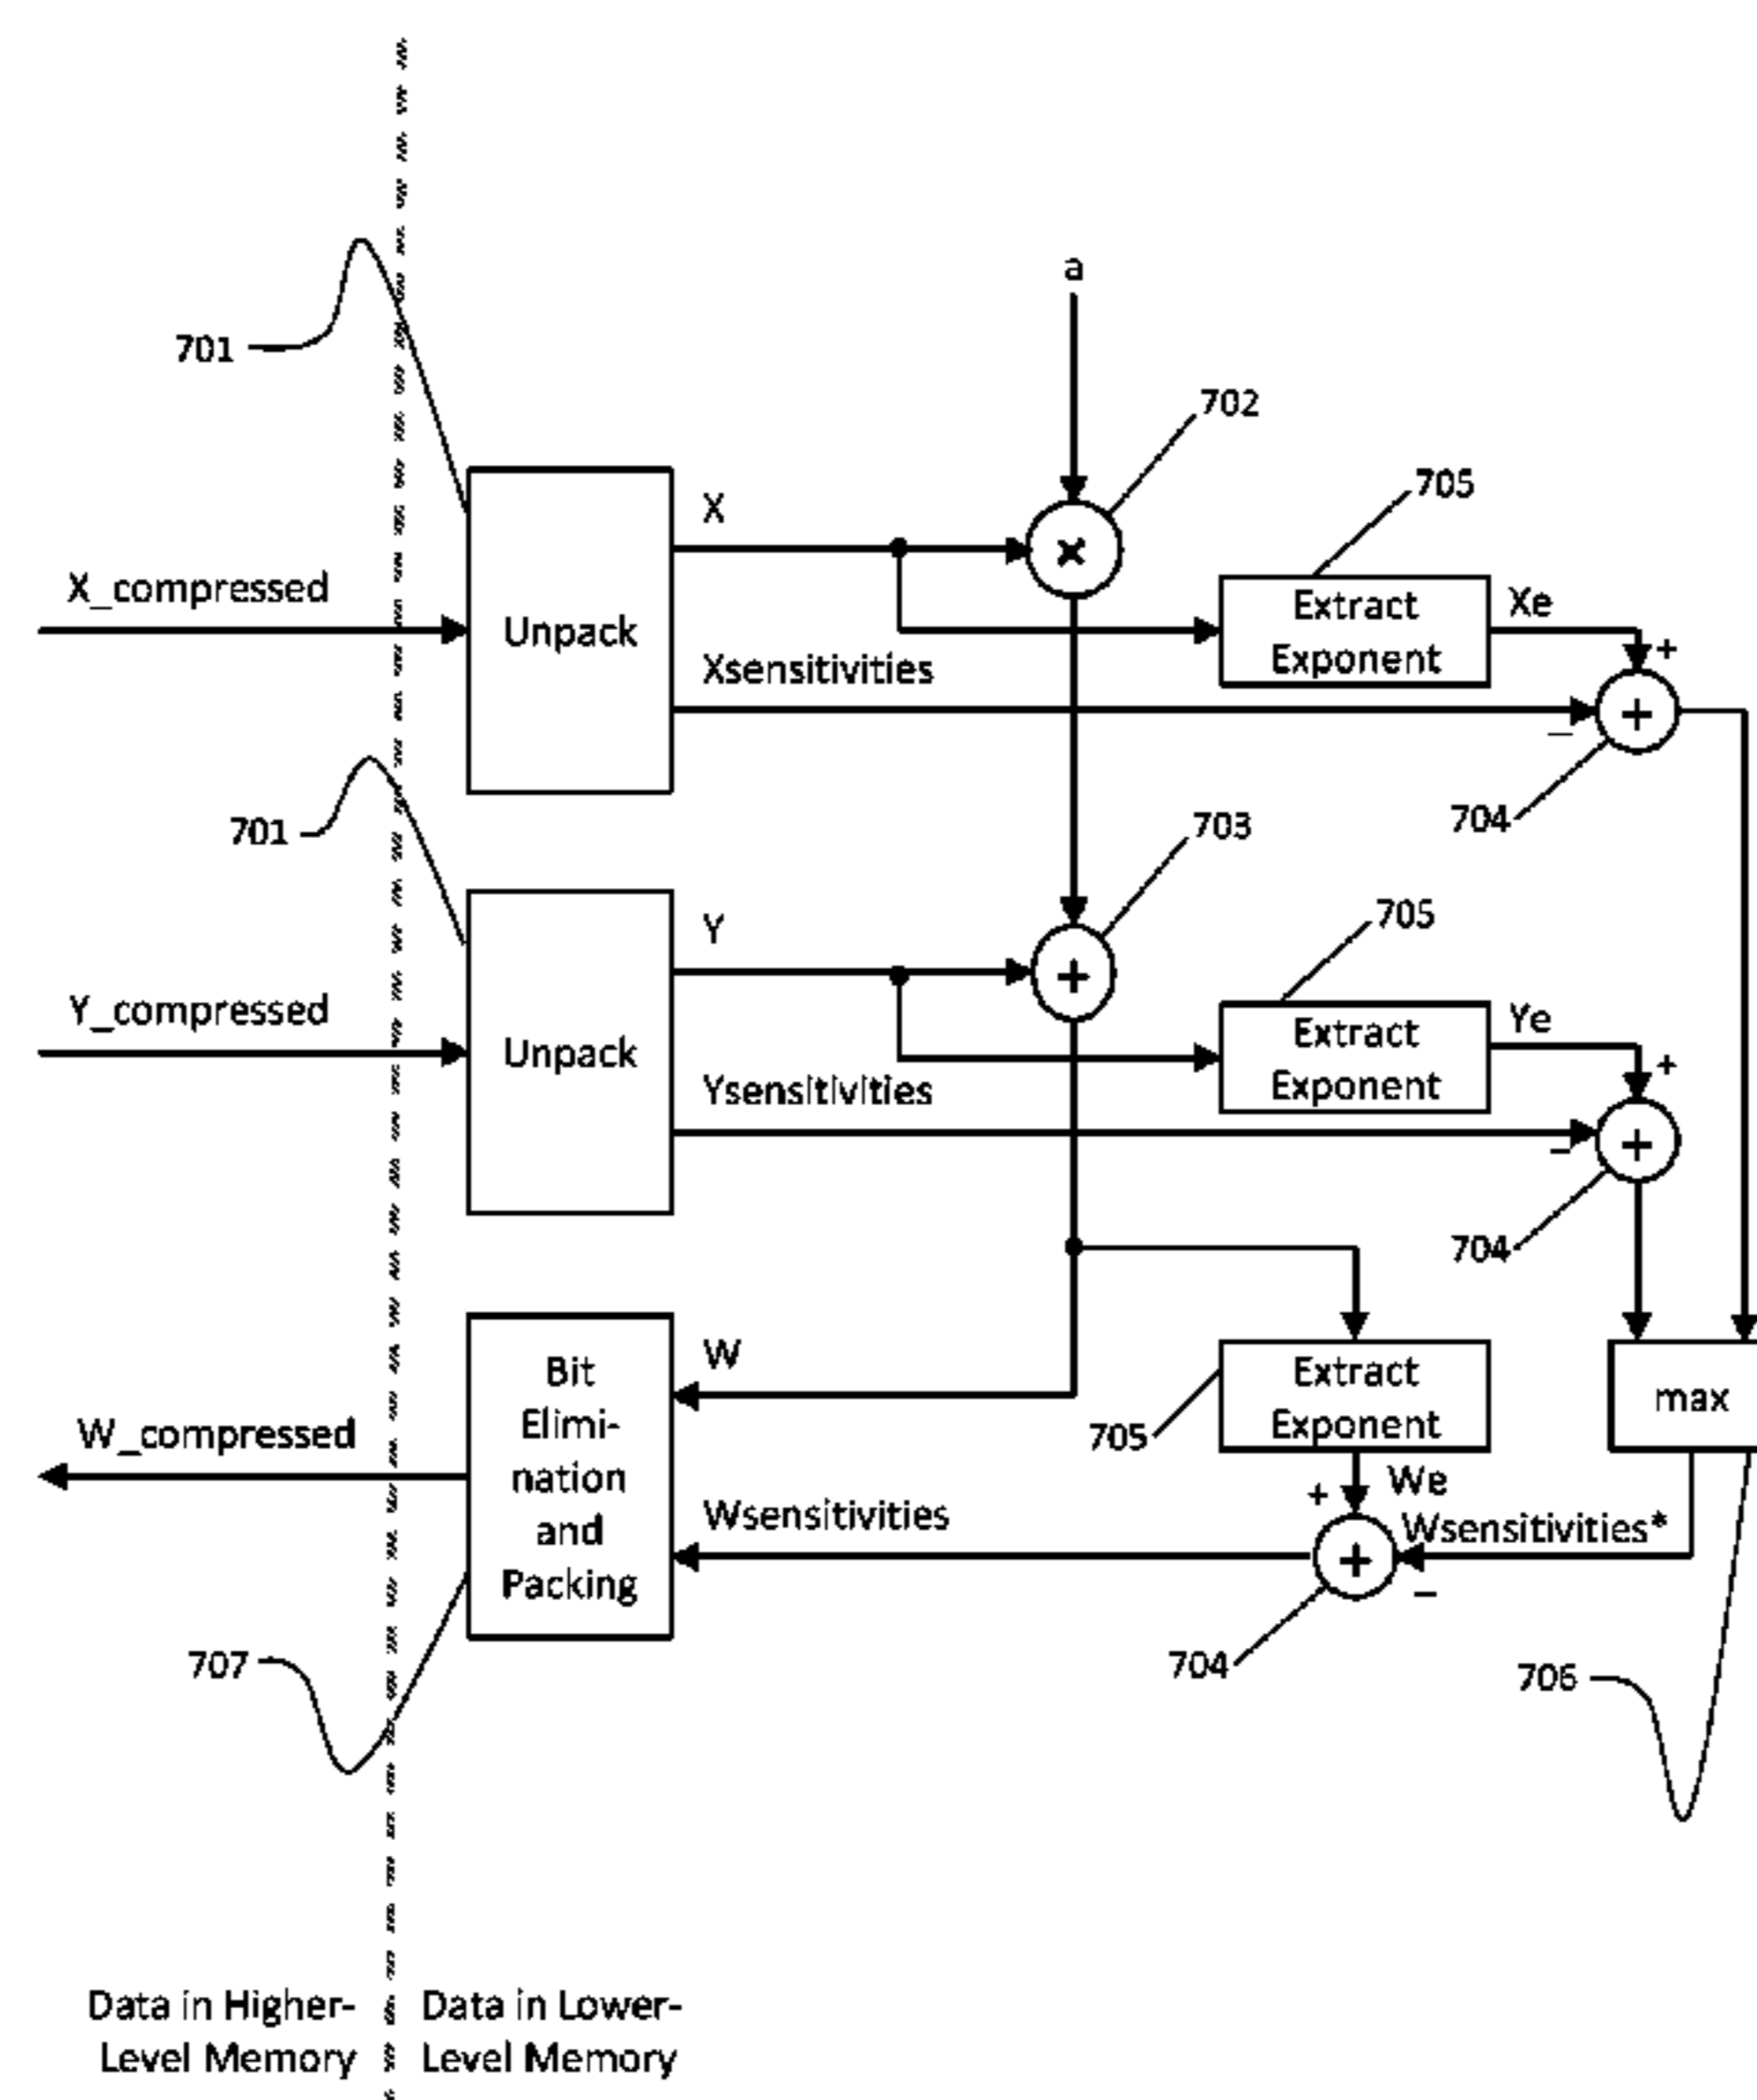 a
702
701
705
X
Extract
Exponent
Xe
X_compressed
Unpack
+
Xsensitivities
×
+
−
704
701
703
705
Y
+
Extract
Exponent
Ye
Y_compressed
Unpack
+
Ysensitivities
+
−
704
Bit
Elimi-
nation
and
Packing
W
Extract
Exponent
max
705
W_compressed
We
+
Wsensitivities
Wsensitivities*
+
−
707
704
706
Data in Higher-
Level Memory
Data in Lower-
Level Memory